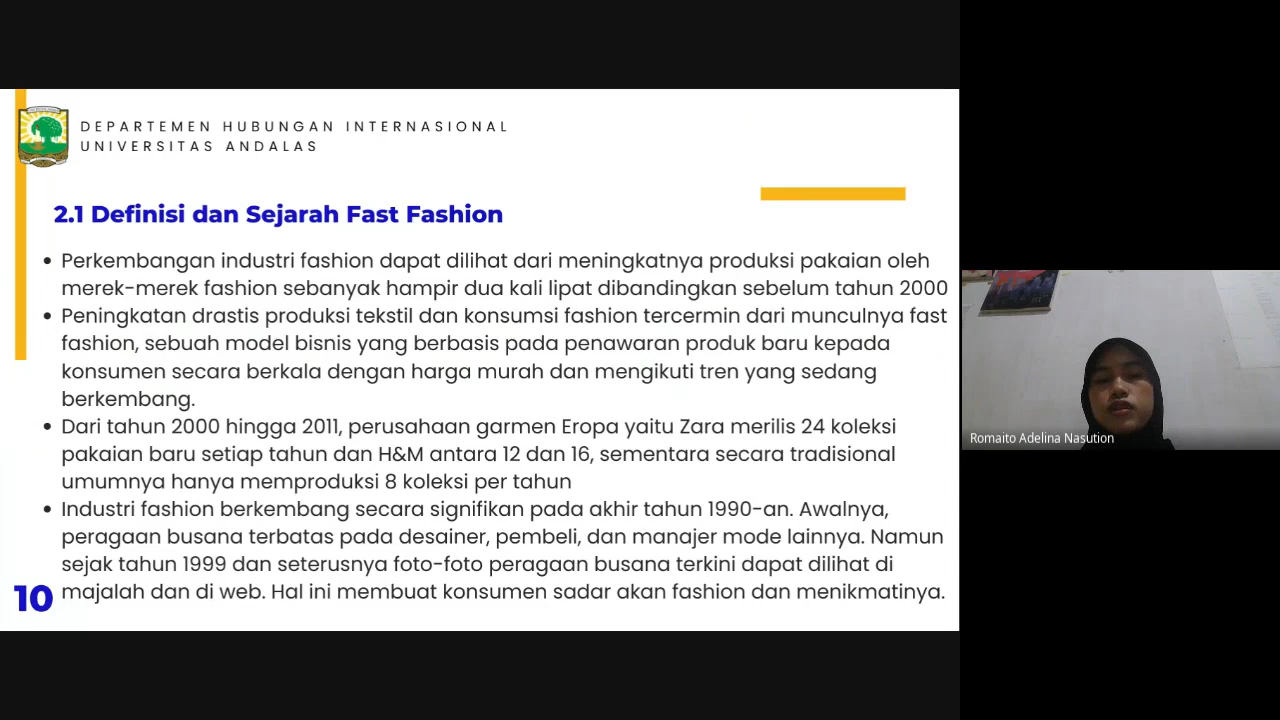 DEPARTEMEN HUBUNGAN INTERNASIONAL
UNIVERSITAS ANDALAS
2.1 Definisi dan Sejarah Fast Fashion
• Perkembangan industri fashion dapat dilihat dari meningkatnya produksi pakaian oleh
merek-merek fashion sebanyak hampir dua kali lipat dibandingkan sebelum tahun 2000
• Peningkatan drastis produksi tekstil dan konsumsi fashion tercermin dari munculnya fast
fashion, sebuah model bisnis yang berbasis pada penawaran produk baru kepada
konsumen secara berkala dengan harga murah dan mengikuti tren yang sedang
berkembang.
• Dari tahun 2000 hingga 2011, perusahaan garmen Eropa yaitu Zara merilis 24 koleksi
pakaian baru setiap tahun dan H&M antara 12 dan 16, sementara secara tradisional
umumnya hanya memproduksi 8 koleksi per tahun
• Industri fashion berkembang secara signifikan pada akhir tahun 1990-an. Awalnya,
peragaan busana terbatas pada desainer, pembeli, dan manajer mode lainnya. Namun
sejak tahun 1999 dan seterusnya foto-foto peragaan busana terkini dapat dilihat di
majalah dan di web. Hal ini membuat konsumen sadar akan fashion dan menikmatinya.
10
Romaito Adelina Nasution